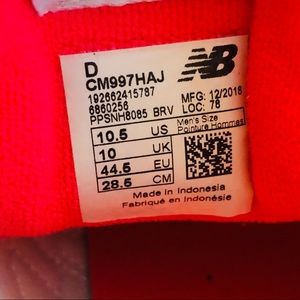 D
CM997HAJ
NB
192662415787
6860256
MFG: 12/2018
PPSNH8085 BRV LOC: 78
10.5 US
Men's Size
Pointure Hommes
10 UK
44.5 EU
28.5 CM
Made in Indonesia
Fabriqué en Indonésie